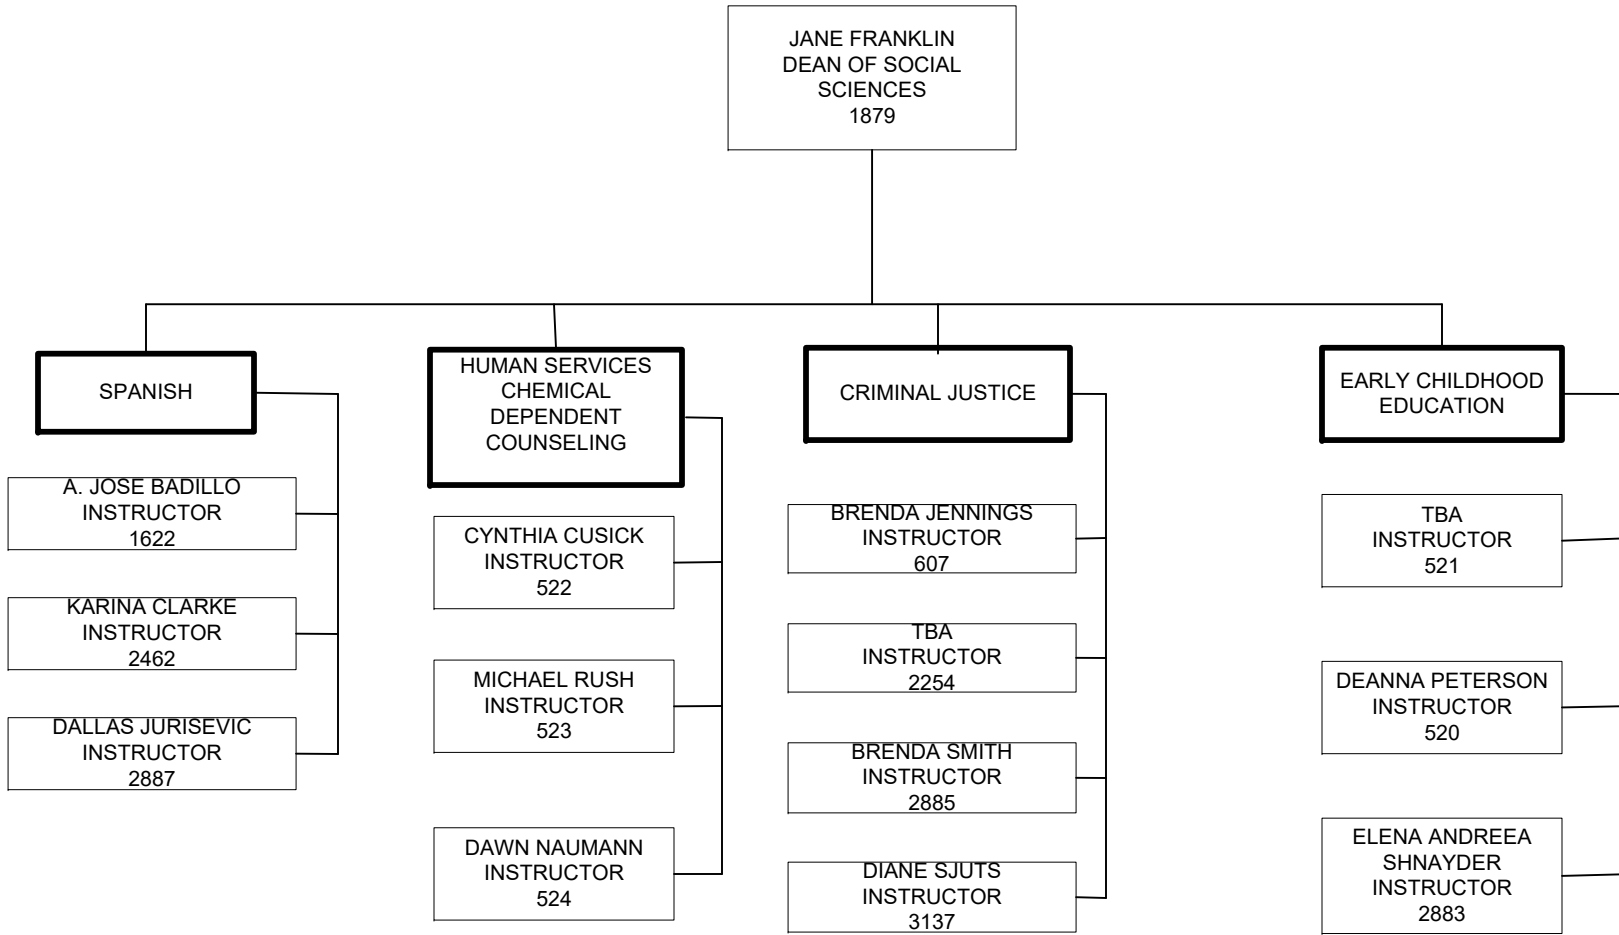 JANE FRANKLIN
DEAN OF SOCIAL
SCIENCES
1879
SPANISH
A. JOSE BADILLO
INSTRUCTOR
1622
KARINA CLARKE
INSTRUCTOR
2462
DALLAS JURISEVIC
INSTRUCTOR
2887
HUMAN SERVICES
CHEMICAL
DEPENDENT
COUNSELING
CYNTHIA CUSICK
INSTRUCTOR
522
MICHAEL RUSH
INSTRUCTOR
523
DAWN NAUMANN
INSTRUCTOR
524
CRIMINAL JUSTICE
BRENDA JENNINGS
INSTRUCTOR
607
TBA
INSTRUCTOR
2254
BRENDA SMITH
INSTRUCTOR
2885
DIANE SJUTS
INSTRUCTOR
3137
EARLY CHILDHOOD
EDUCATION
TBA
INSTRUCTOR
521
DEANNA PETERSON
INSTRUCTOR
520
ELENA ANDREEA
SHNAYDER
INSTRUCTOR
2883